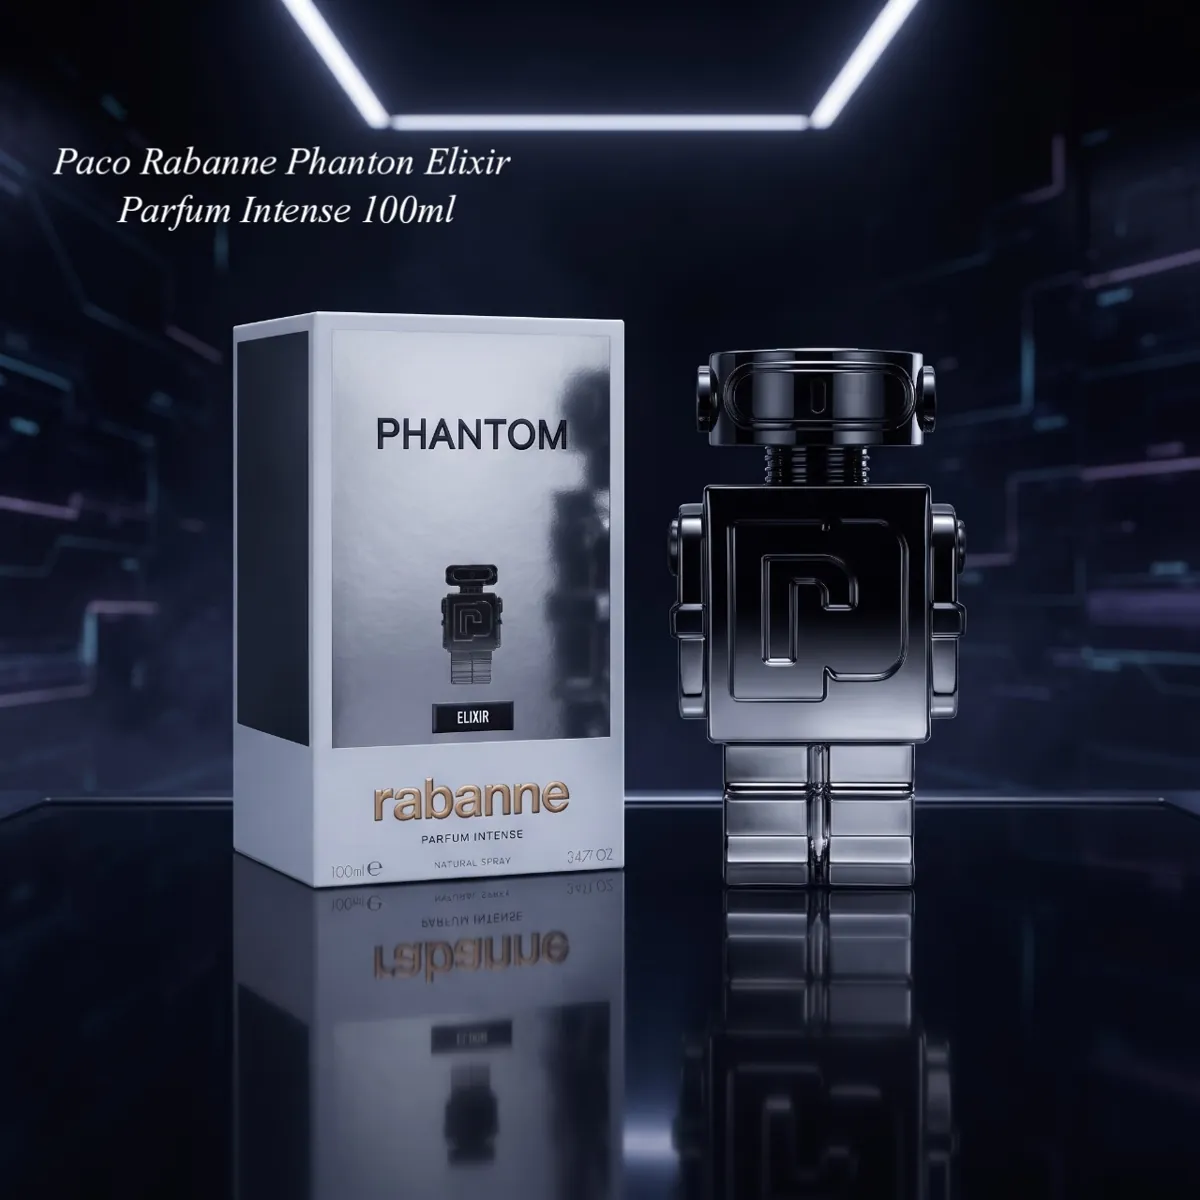 Paco Rabanne Phanton Elixir
Parfum Intense 100ml
PHANTOM
ELIXIR
rabanne
PARFUM INTENSE
100ml e
NATURAL SPRAY
3.4 FL OZ